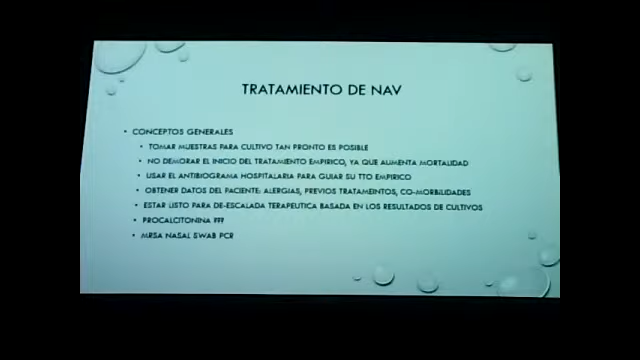 TRATAMIENTO DE NAV
• CONCEPTOS GENERALES
• TOMAR MUESTRAS PARA CULTIVO TAN PRONTO ES POSIBLE
• NO DEMORAR EL INICIO DEL TRATAMIENTO EMPIRICO, YA QUE AUMENTA MORTALIDAD
• USAR EL ANTIBIOGRAMA HOSPITALARIA PARA GUIAR SU TTO EMPIRICO
• OBTENER DATOS DEL PACIENTE: ALERGIAS, PREVIOS TRATAMEINTOS, CO-MORBILIDADES
• ESTAR LISTO PARA DE-ESCALADA TERAPEUTICA BASADA EN LOS RESULTADOS DE CULTIVOS
• PROCALCITONINA ???
• MRSA NASAL SWAB PCR